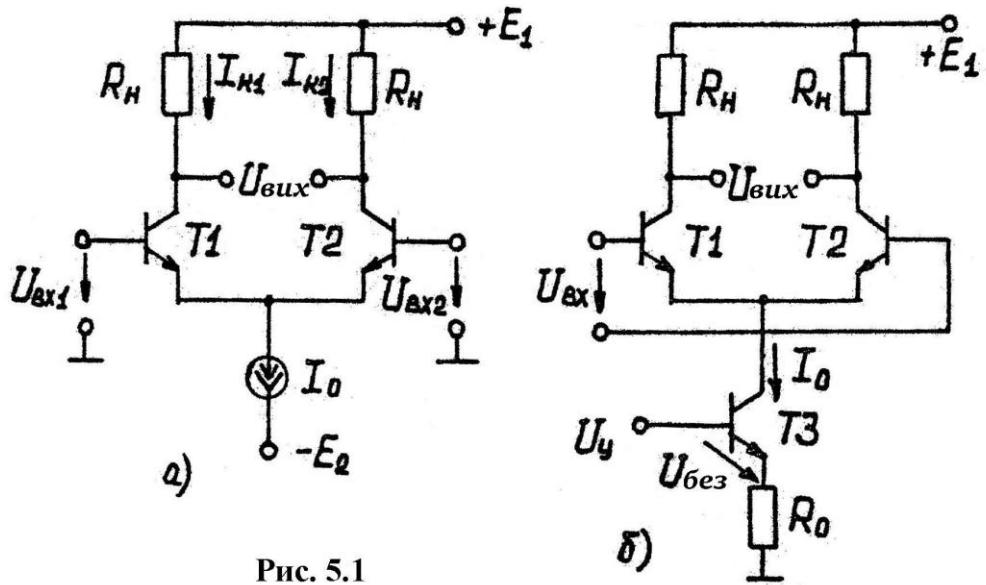 +E₁
Rн
Iк1
Iк2
Rн
Uвих
T1
T2
Uвх1
Uвх2
I₀
-E₂
а)
+E₁
Rн
Rн
Uвих
T1
T2
Uвх
I₀
Uу
T3
Uбез
R₀
б)
Рис. 5.1